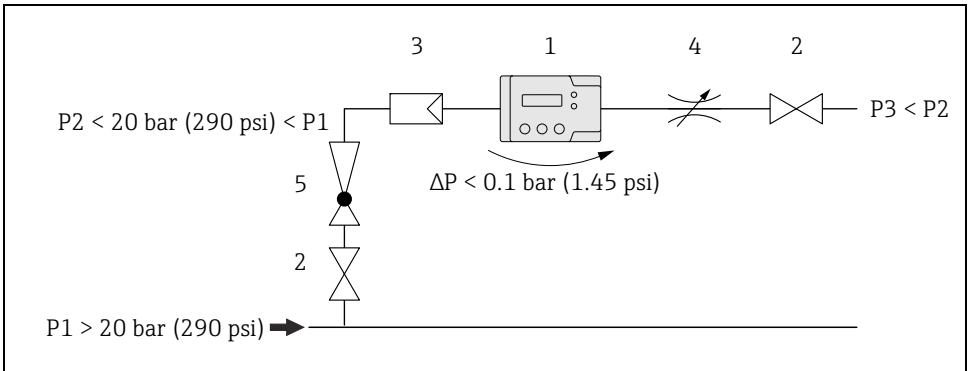 3 1 4 2
P2 < 20 bar (290 psi) < P1
P3 < P2
ΔP < 0.1 bar (1.45 psi)
5
2
P1 > 20 bar (290 psi)